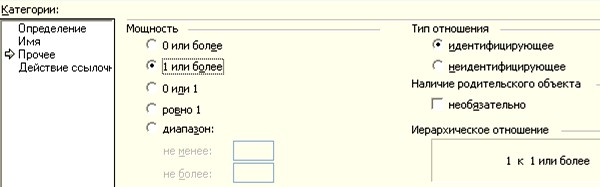 Категории:
Определение
Имя
Прочее
Действие ссылочн
Мощность
0 или более
1 или более
0 или 1
ровно 1
диапазон:
не менее:
не более:
Тип отношения
идентифицирующее
неидентифицирующее
Наличие родительского объекта
необязательно
Иерархическое отношение
1 к 1 или более